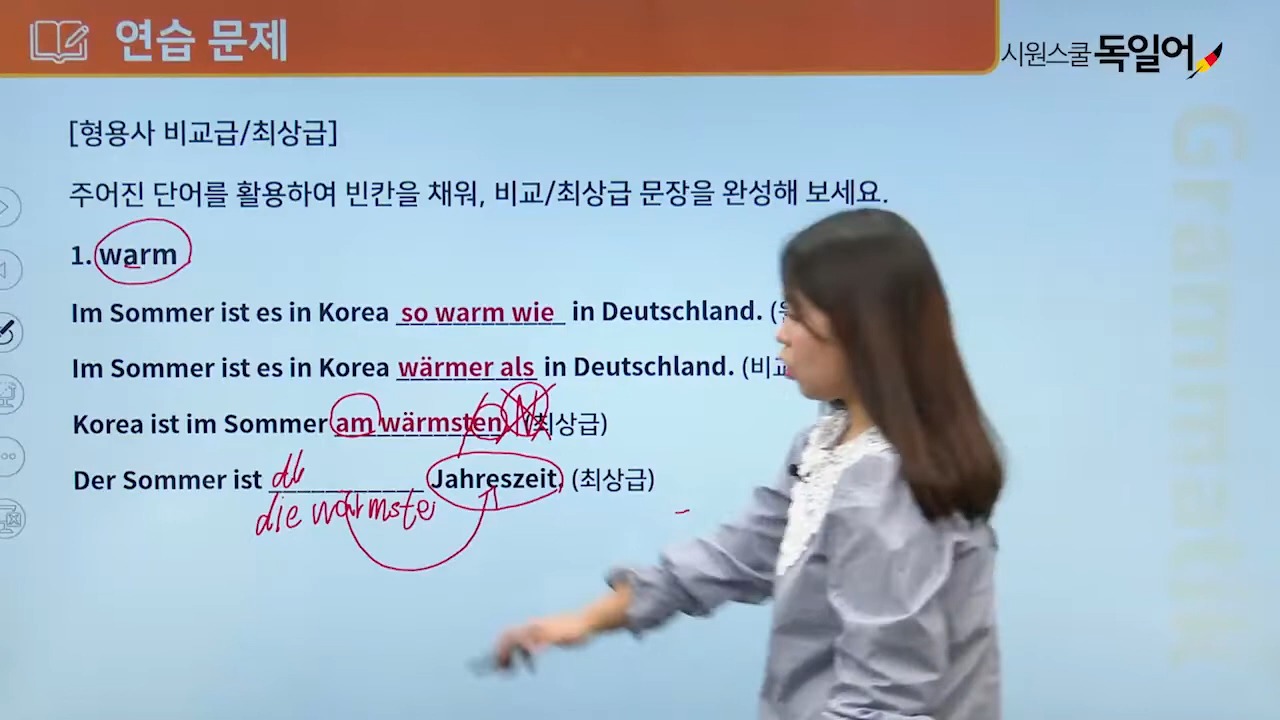 연습 문제
시원스쿨 독일어
[형용사 비교급/최상급]
주어진 단어를 활용하여 빈칸을 채워, 비교/최상급 문장을 완성해 보세요.
1. warm
Im Sommer ist es in Korea so warm wie in Deutschland.
Im Sommer ist es in Korea wärmer als in Deutschland. (비교
Korea ist im Sommer am wärmsten (최상급)
Der Sommer ist ____________ Jahreszeit. (최상급)
die wärmste
Grammatik